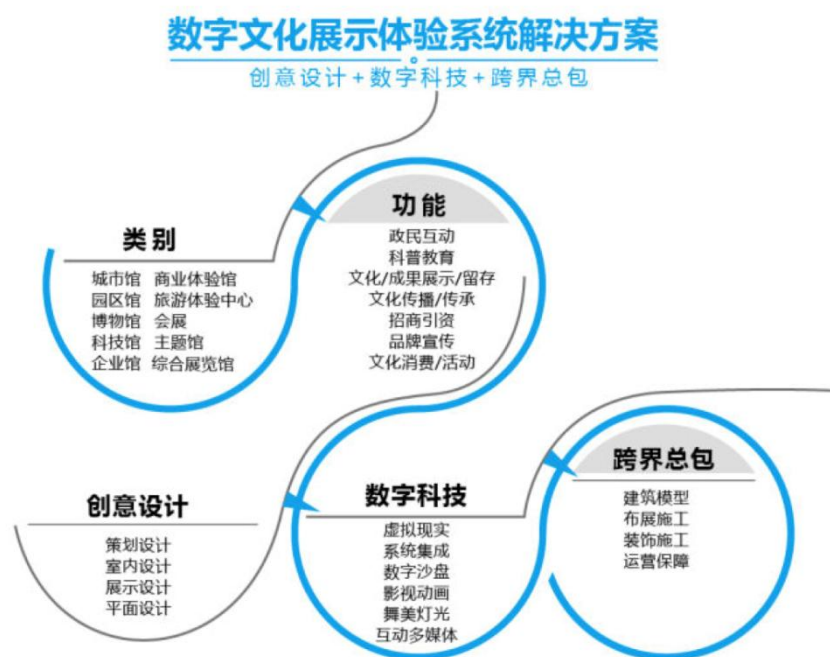 数字文化展示体验系统解决方案
创意设计+数字科技+跨界总包
类别
城市馆 商业体验馆
园区馆 旅游体验中心
博物馆 会展
科技馆 主题馆
企业馆 综合展览馆
功能
政民互动
科普教育
文化/成果展示/留存
文化传播/传承
招商引资
品牌宣传
文化消费/活动
创意设计
策划设计
室内设计
展示设计
平面设计
数字科技
虚拟现实
系统集成
数字沙盘
影视动画
舞美灯光
互动多媒体
跨界总包
建筑模型
布展施工
装饰施工
运营保障